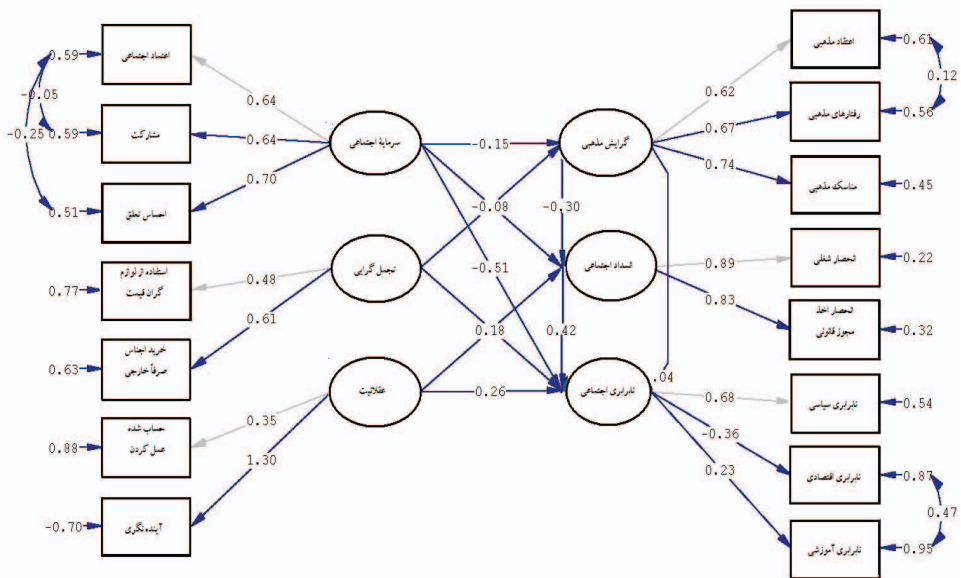 0.59
اعتماد اجتماعی
-0.05
-0.25
0.64
0.59
مشارکت
0.64
0.70
0.51
احساس تعلق
0.77
استفاده از لوازم
گران قیمت
0.48
0.61
0.63
خرید اجناس
صرفاً خارجی
0.88
حساب شده
عمل کردن
0.35
1.30
-0.70
آینده نگری
سرمایهٔ اجتماعی
تجمل گرایی
عقلانیت
-0.15
-0.08
-0.30
-0.51
0.18
0.42
0.26
.04
گرایش مذهبی
انسداد اجتماعی
نابرابری اجتماعی
0.62
0.67
0.74
0.89
0.83
0.68
-0.36
0.23
اعتقاد مذهبی
0.61
0.12
رفتارهای مذهبی
0.56
مناسک مذهبی
0.45
انحصار شغلی
0.22
انحصار اخذ
مجوز قانونی
0.32
نابرابری سیاسی
0.54
نابرابری اقتصادی
0.87
0.47
نابرابری آموزشی
0.95